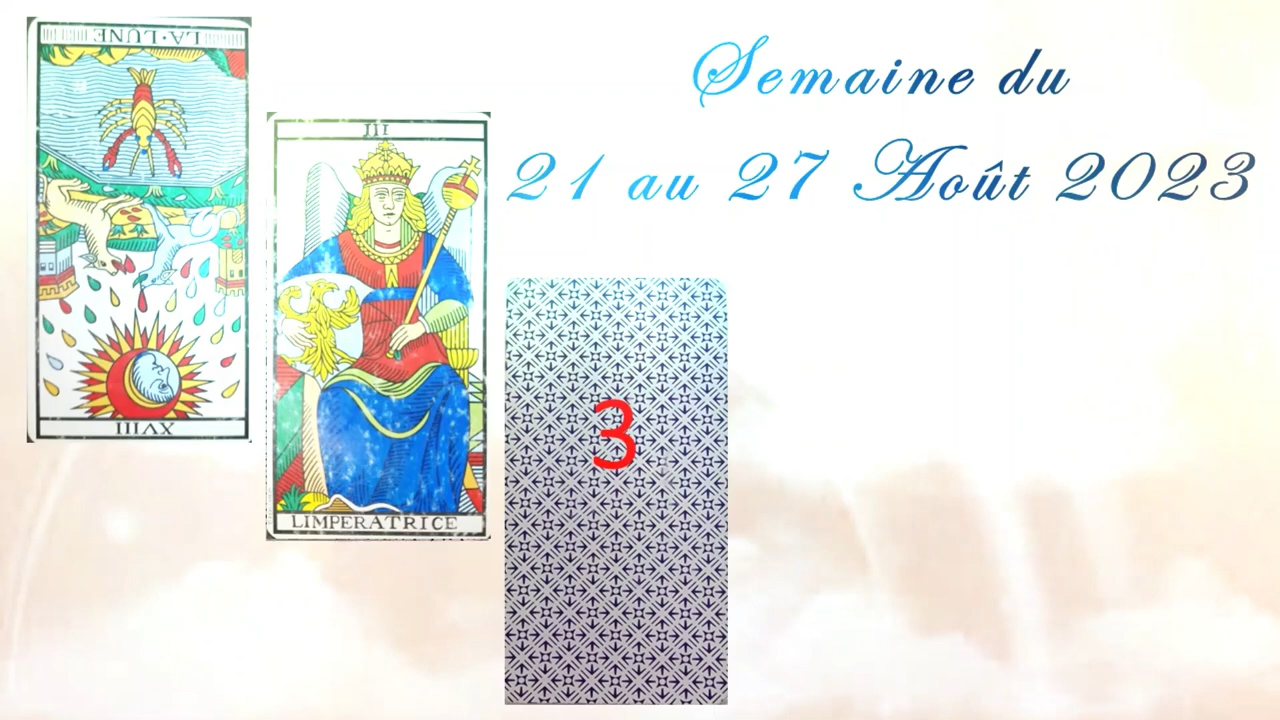 LA·LUNE
XVIII
III
LIMPERATRICE
3
Semaine du
21 au 27 Août 2023